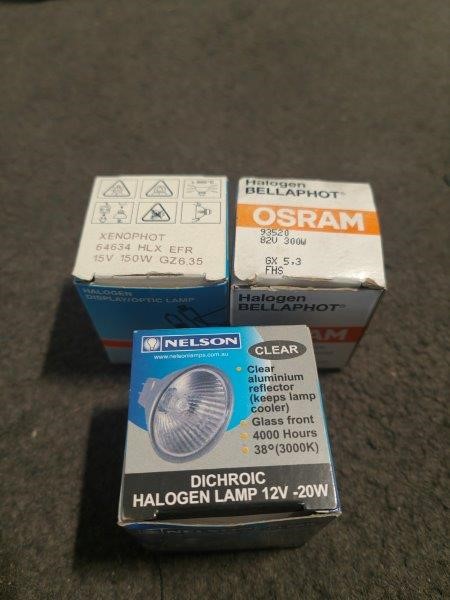 XENOPHOT
64634 HLX EFR
15V 150W GZ6,35
HALOGEN
DISPLAY/OPTIC LAMP
Halogen
BELLAPHOT®
OSRAM
93520
82V 300W
GX 5,3
FHS
Halogen
BELLAPHOT®
OSRAM
NELSON
www.nelsonlamps.com.au
CLEAR
Clear
aluminium
reflector
(keeps lamp
cooler)
Glass front
4000 Hours
38°(3000K)
DICHROIC
HALOGEN LAMP 12V -20W
NELSON